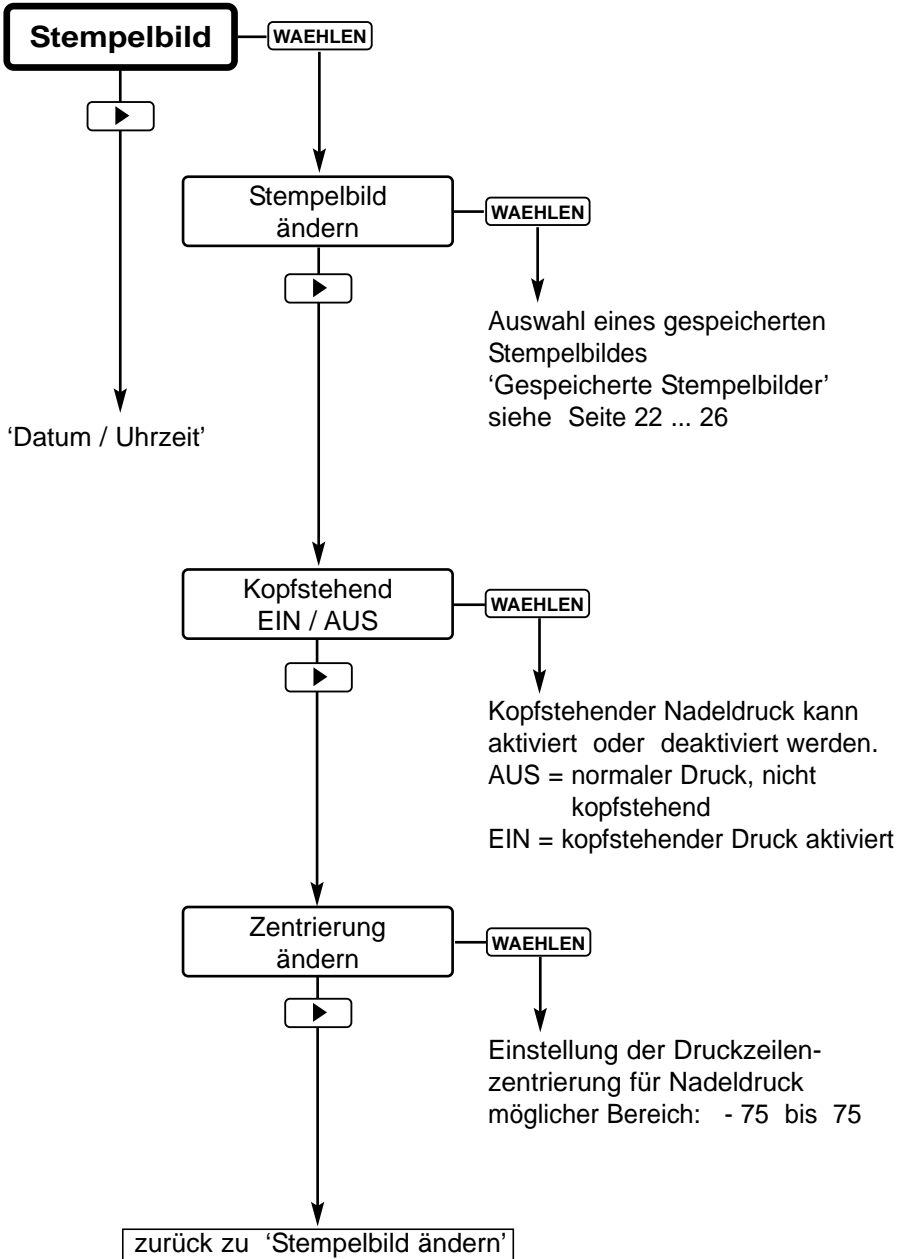 Stempelbild
WAEHLEN
Stempelbild
ändern
WAEHLEN
Auswahl eines gespeicherten
Stempelbildes
‘Gespeicherte Stempelbilder’
siehe Seite 22 ... 26
‘Datum / Uhrzeit’
Kopfstehend
EIN / AUS
WAEHLEN
Kopfstehender Nadeldruck kann
aktiviert oder deaktiviert werden.
AUS = normaler Druck, nicht
kopfstehend
EIN = kopfstehender Druck aktiviert
Zentrierung
ändern
WAEHLEN
Einstellung der Druckzeilen-
zentrierung für Nadeldruck
möglicher Bereich: - 75 bis 75
zurück zu ‘Stempelbild ändern’